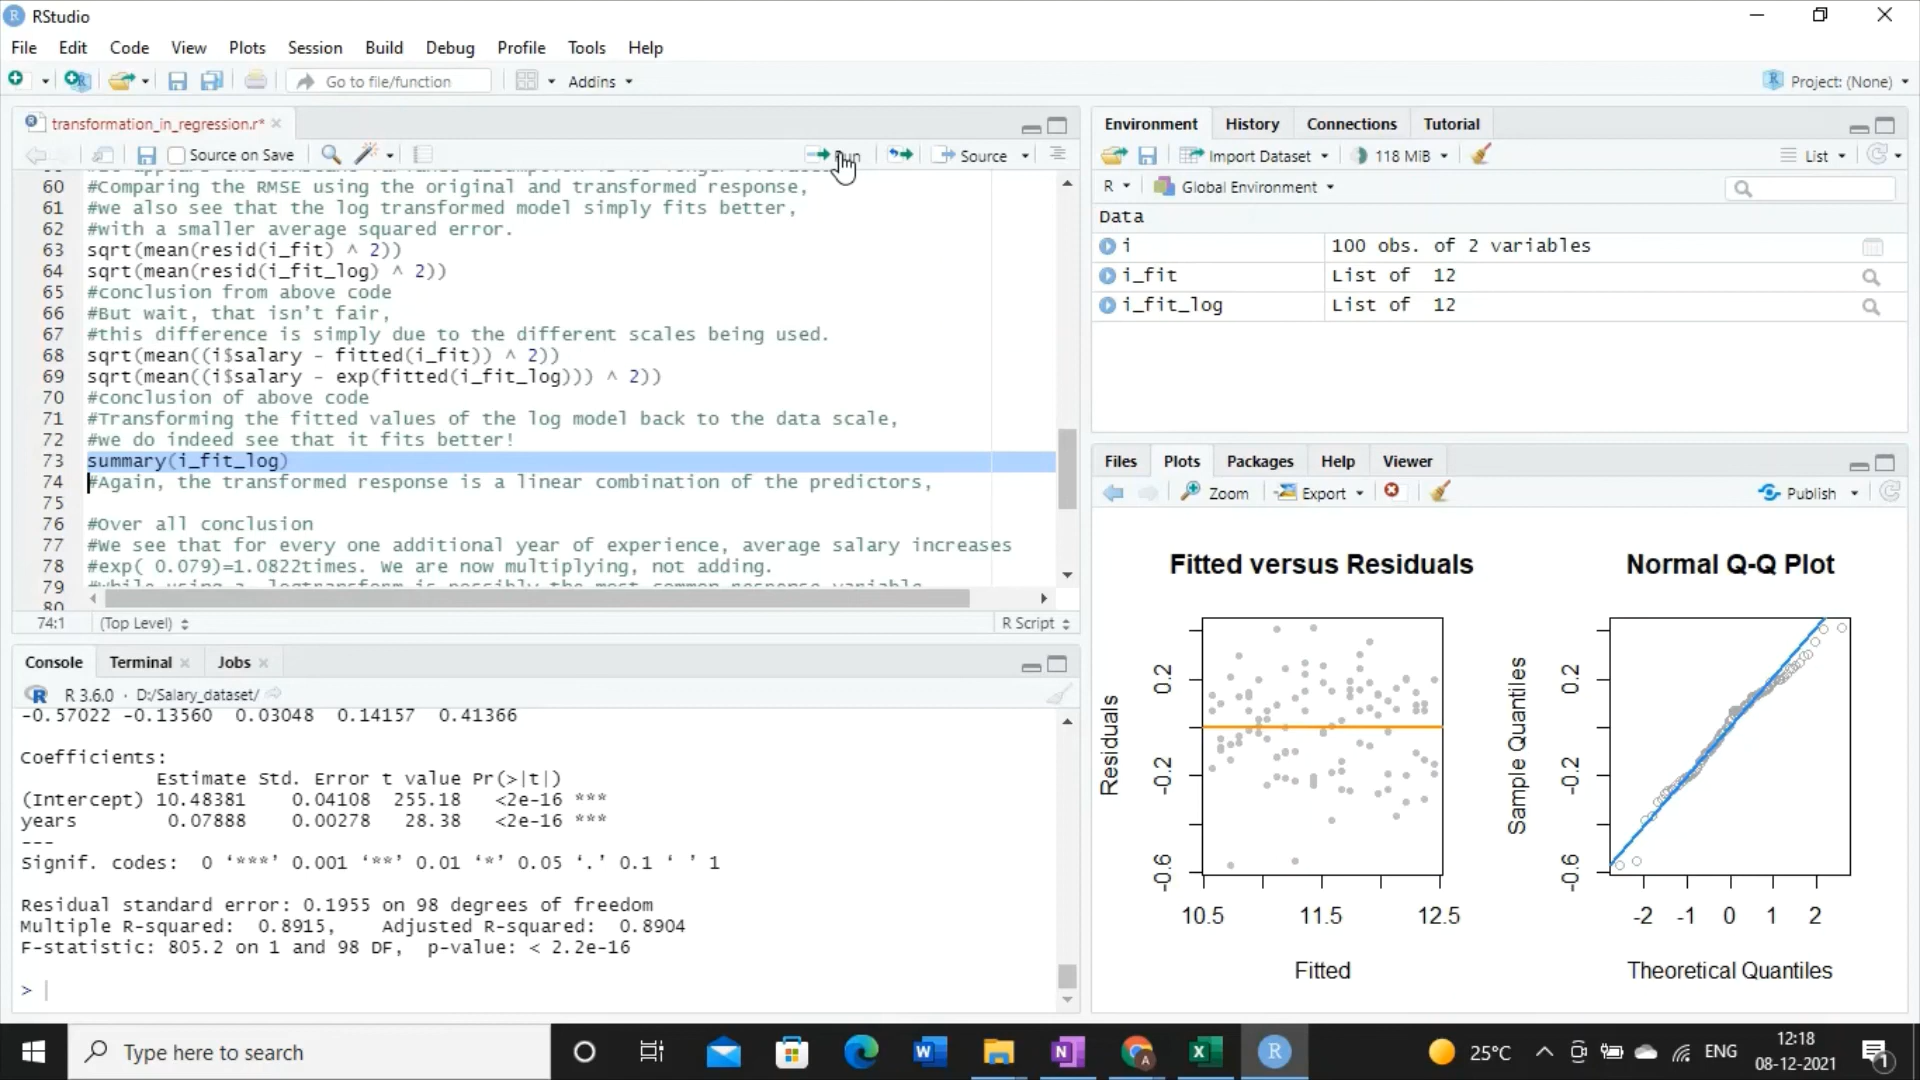 RStudio
File Edit Code View Plots Session Build Debug Profile Tools Help
Go to file/function Addins Project: (None)
transformation_in_regression.r*
Source on Save Run Source
60 #Comparing the RMSE using the original and transformed response,
61 #we also see that the log transformed model simply fits better,
62 #with a smaller average squared error.
63 sqrt(mean(resid(i_fit) ^ 2))
64 sqrt(mean(resid(i_fit_log) ^ 2))
65 #conclusion from above code
66 #But wait, that isn't fair,
67 #this difference is simply due to the different scales being used.
68 sqrt(mean((i$salary - fitted(i_fit)) ^ 2))
69 sqrt(mean((i$salary - exp(fitted(i_fit_log))) ^ 2))
70 #conclusion of above code
71 #Transforming the fitted values of the log model back to the data scale,
72 #we do indeed see that it fits better!
73 summary(i_fit_log)
74 #Again, the transformed response is a linear combination of the predictors,
75
76 #Over all conclusion
77 #We see that for every one additional year of experience, average salary increases
78 #exp( 0.079)=1.0822times. We are now multiplying, not adding.
79 #While using a logtransform is possibly the most common response variable
80
74:1 (Top Level) R Script
Console Terminal Jobs
R 3.6.0 · D:/Salary_dataset/
-0.57022 -0.13560 0.03048 0.14157 0.41366
Coefficients:
Estimate Std. Error t value Pr(>|t|)
(Intercept) 10.48381 0.04108 255.18 <2e-16 ***
years 0.07888 0.00278 28.38 <2e-16 ***
---
Signif. codes: 0 ‘***’ 0.001 ‘**’ 0.01 ‘*’ 0.05 ‘.’ 0.1 ‘ ’ 1
Residual standard error: 0.1955 on 98 degrees of freedom
Multiple R-squared: 0.8915, Adjusted R-squared: 0.8904
F-statistic: 805.2 on 1 and 98 DF, p-value: < 2.2e-16
>
Environment History Connections Tutorial
Import Dataset 118 MiB List
R Global Environment
Data
i 100 obs. of 2 variables
i_fit List of 12
i_fit_log List of 12
Files Plots Packages Help Viewer
Zoom Export Publish
Fitted versus Residuals
Residuals
0.2
-0.2
-0.6
10.5 11.5 12.5
Fitted
Normal Q-Q Plot
Sample Quantiles
0.2
-0.2
-0.6
-2 -1 0 1 2
Theoretical Quantiles
Type here to search
25°C ENG
12:18
08-12-2021
1